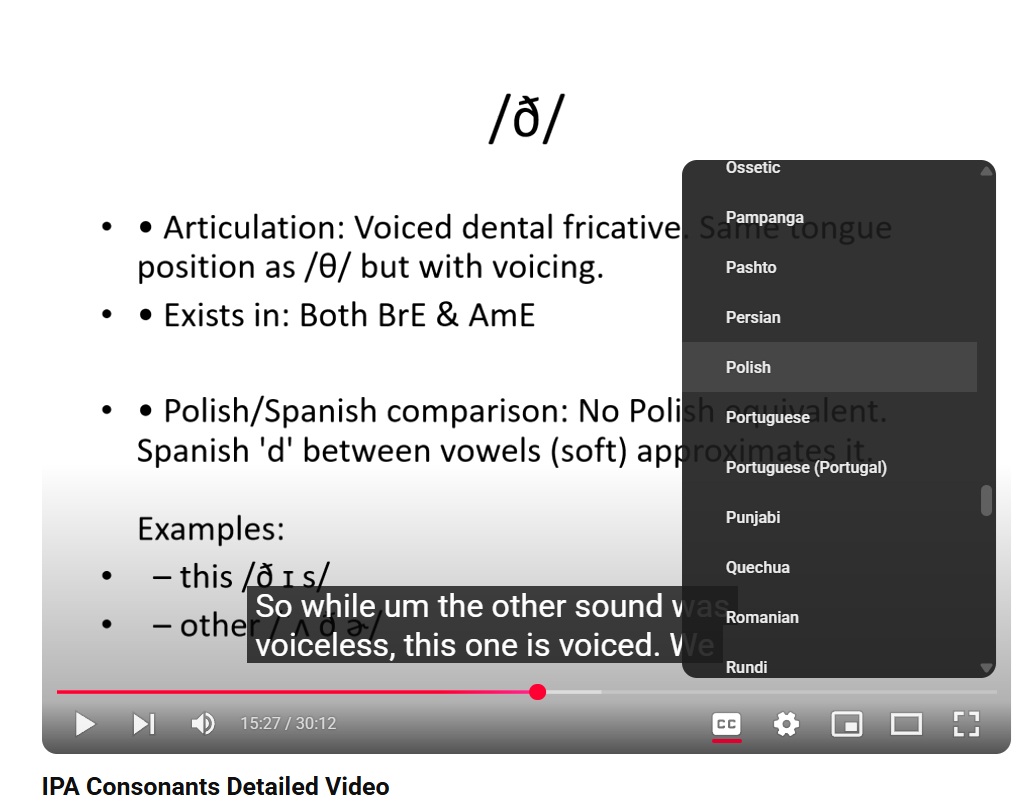 /ð/
• • Articulation: Voiced dental fricative. Same tongue
position as /θ/ but with voicing.
• • Exists in: Both BrE & AmE
• • Polish/Spanish comparison: No Polish equivalent.
Spanish 'd' between vowels (soft) approximates it.
Examples:
• – this /ð ɪ s/
• – other / ʌ ð ɚ/
So while um the other sound was
voiceless, this one is voiced. We
Ossetic
Pampanga
Pashto
Persian
Polish
Portuguese
Portuguese (Portugal)
Punjabi
Quechua
Romanian
Rundi
15:27 / 30:12
CC
IPA Consonants Detailed Video